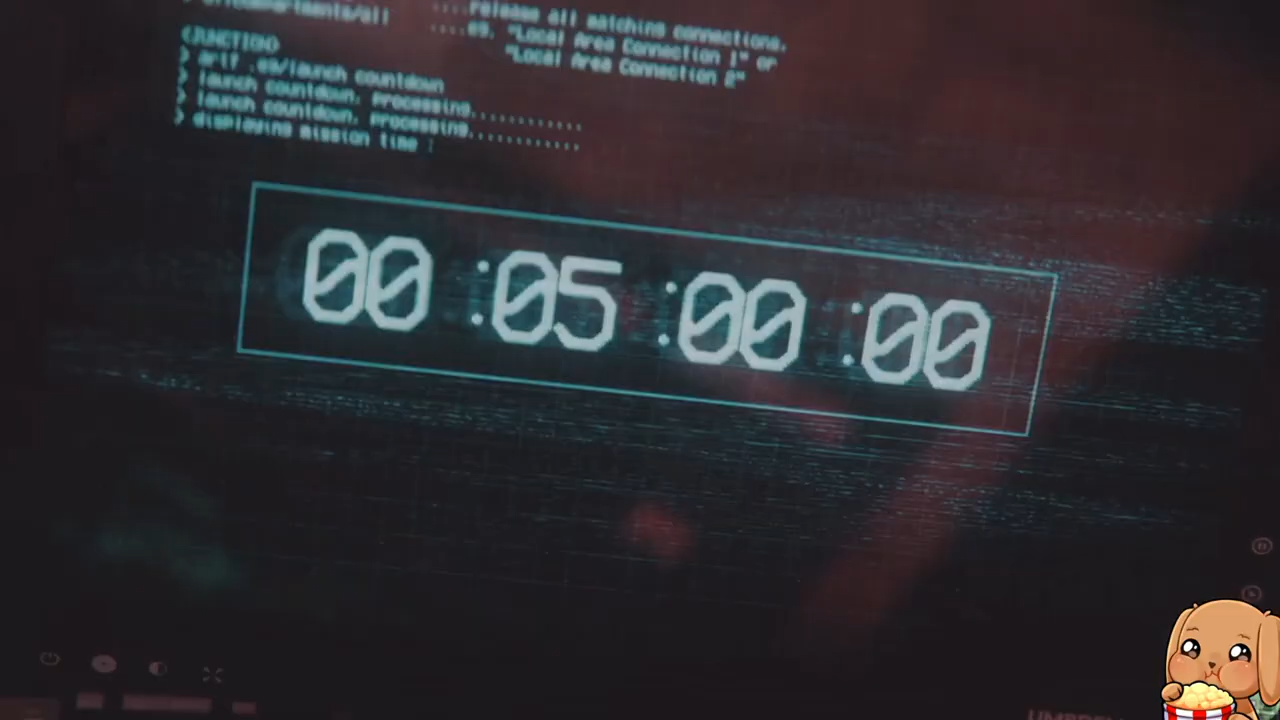 ....release all matching connections.
....eg. "Local Area Connection 1" or
"Local Area Connection 2"
(JUNCTION)
> launch countdown
> launch countdown. processing............
> launch countdown. processing............
> displaying mission time :
00 :05 :00 :00